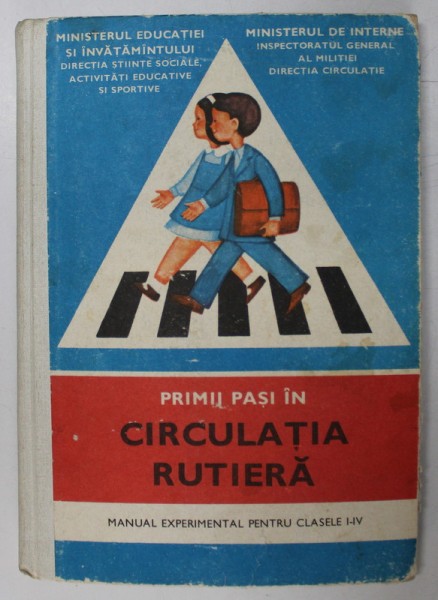 MINISTERUL EDUCAȚIEI
ȘI ÎNVĂȚĂMÎNTULUI
DIRECȚIA ȘTIINȚE SOCIALE,
ACTIVITĂȚI EDUCATIVE
ȘI SPORTIVE
MINISTERUL DE INTERNE
INSPECTORATUL GENERAL
AL MILIȚIEI
DIRECȚIA CIRCULAȚIE
PRIMII PAȘI ÎN
CIRCULAȚIA
RUTIERĂ
MANUAL EXPERIMENTAL PENTRU CLASELE I-IV